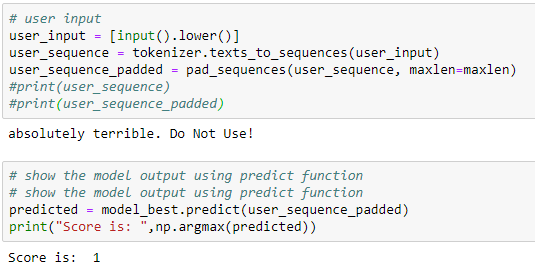 # user input
user_input = [input().lower()]
user_sequence = tokenizer.texts_to_sequences(user_input)
user_sequence_padded = pad_sequences(user_sequence, maxlen=maxlen)
#print(user_sequence)
#print(user_sequence_padded)
absolutely terrible. Do Not Use!
# show the model output using predict function
# show the model output using predict function
predicted = model_best.predict(user_sequence_padded)
print("Score is: ",np.argmax(predicted))
Score is:  1